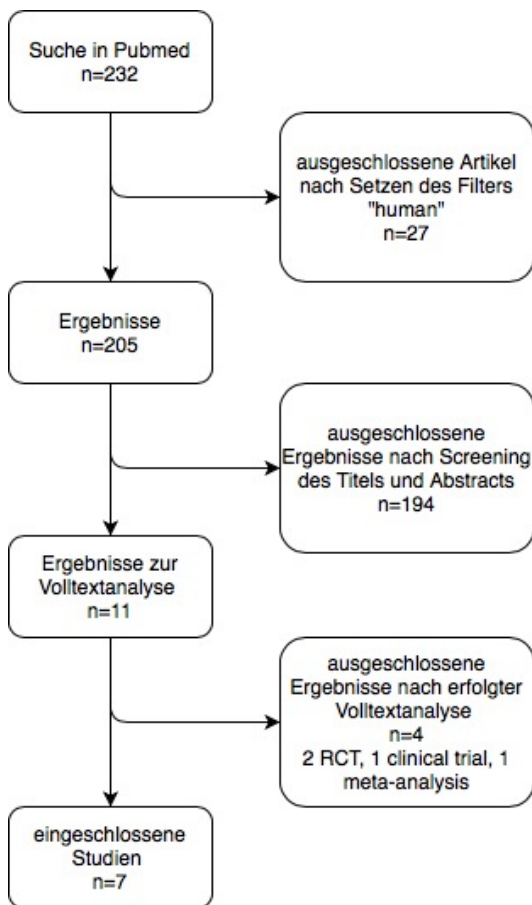 Suche in Pubmed
n=232
ausgeschlossene Artikel
nach Setzen des Filters
"human"
n=27
Ergebnisse
n=205
ausgeschlossene
Ergebnisse nach Screening
des Titels und Abstracts
n=194
Ergebnisse zur
Volltextanalyse
n=11
ausgeschlossene
Ergebnisse nach erfolgter
Volltextanalyse
n=4
2 RCT, 1 clinical trial, 1
meta-analysis
eingeschlossene
Studien
n=7